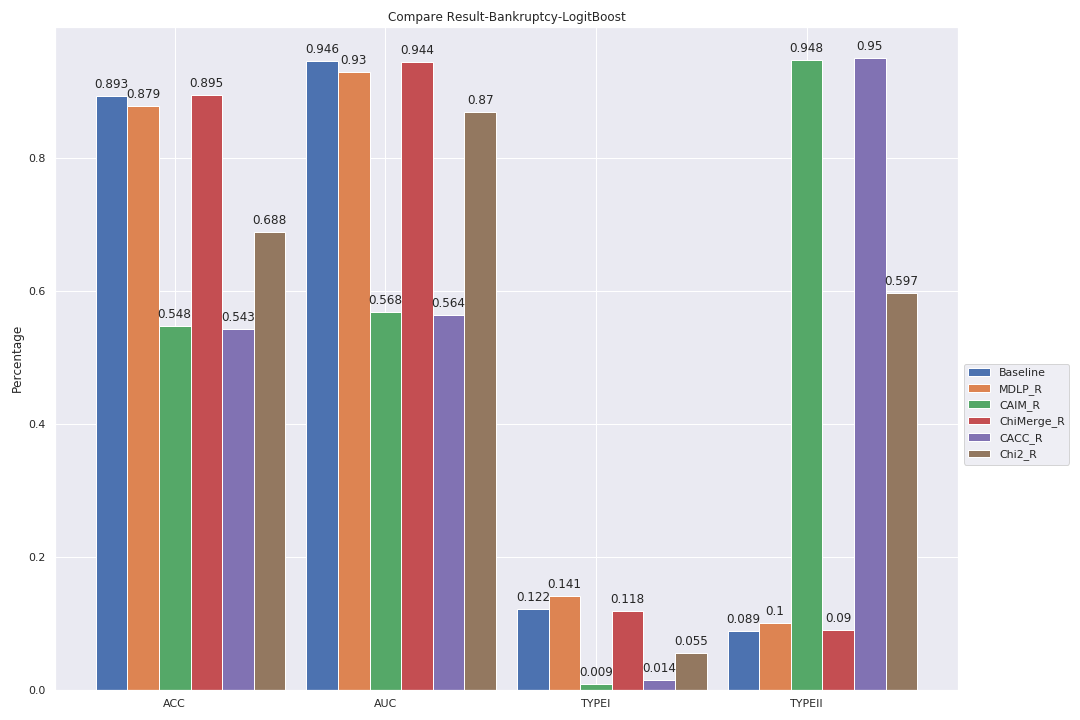 Compare Result-Bankruptcy-LogitBoost
Percentage
0.8
0.6
0.4
0.2
0.0
0.893
0.879
0.548
0.895
0.543
0.688
0.946
0.93
0.568
0.944
0.564
0.87
0.122
0.141
0.009
0.118
0.014
0.055
0.089
0.1
0.948
0.09
0.95
0.597
ACC
AUC
TYPEI
TYPEII
Baseline
MDLP_R
CAIM_R
ChiMerge_R
CACC_R
Chi2_R